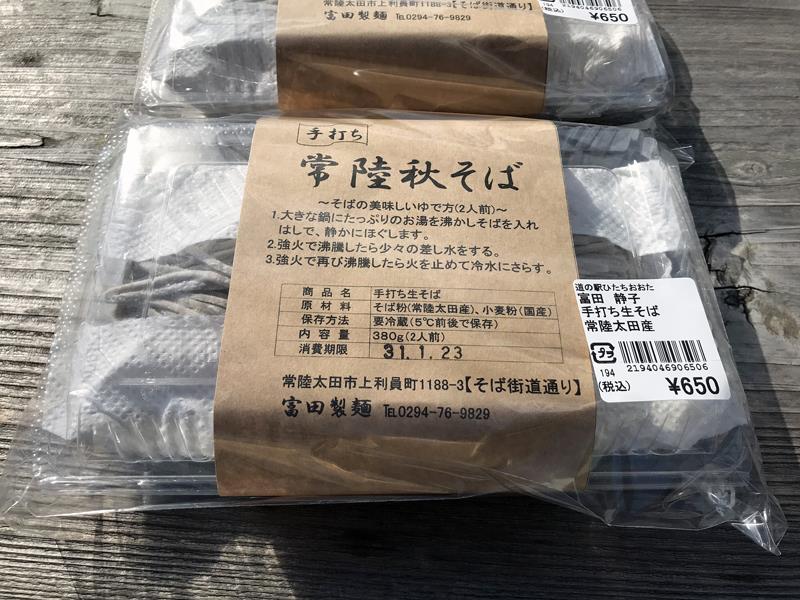 常陸太田市上利員町1188-3【そば街道通り】
富田製麺 ℡0294-76-9829
194
2194046906506
(税込)
¥650
手打ち
常陸秋そば
～そばの美味しいゆで方(2人前)～
1.大きな鍋にたっぷりのお湯を沸かしそばを入れ
はしで、静かにほぐします。
2.強火で沸騰したら少々の差し水をする。
3.強火で再び沸騰したら火を止めて冷水にさらす。
商品名 手打ち生そば
原材料 そば粉(常陸太田産)、小麦粉(国産)
保存方法 要冷蔵(5℃前後で保存)
内容量 380g(2人前)
消費期限 31.1.23
常陸太田市上利員町1188-3【そば街道通り】
富田製麺 ℡0294-76-9829
道の駅ひたちおおた
富田 静子
手打ち生そば
常陸太田産
プラ
194
2194046906506
(税込)
¥650